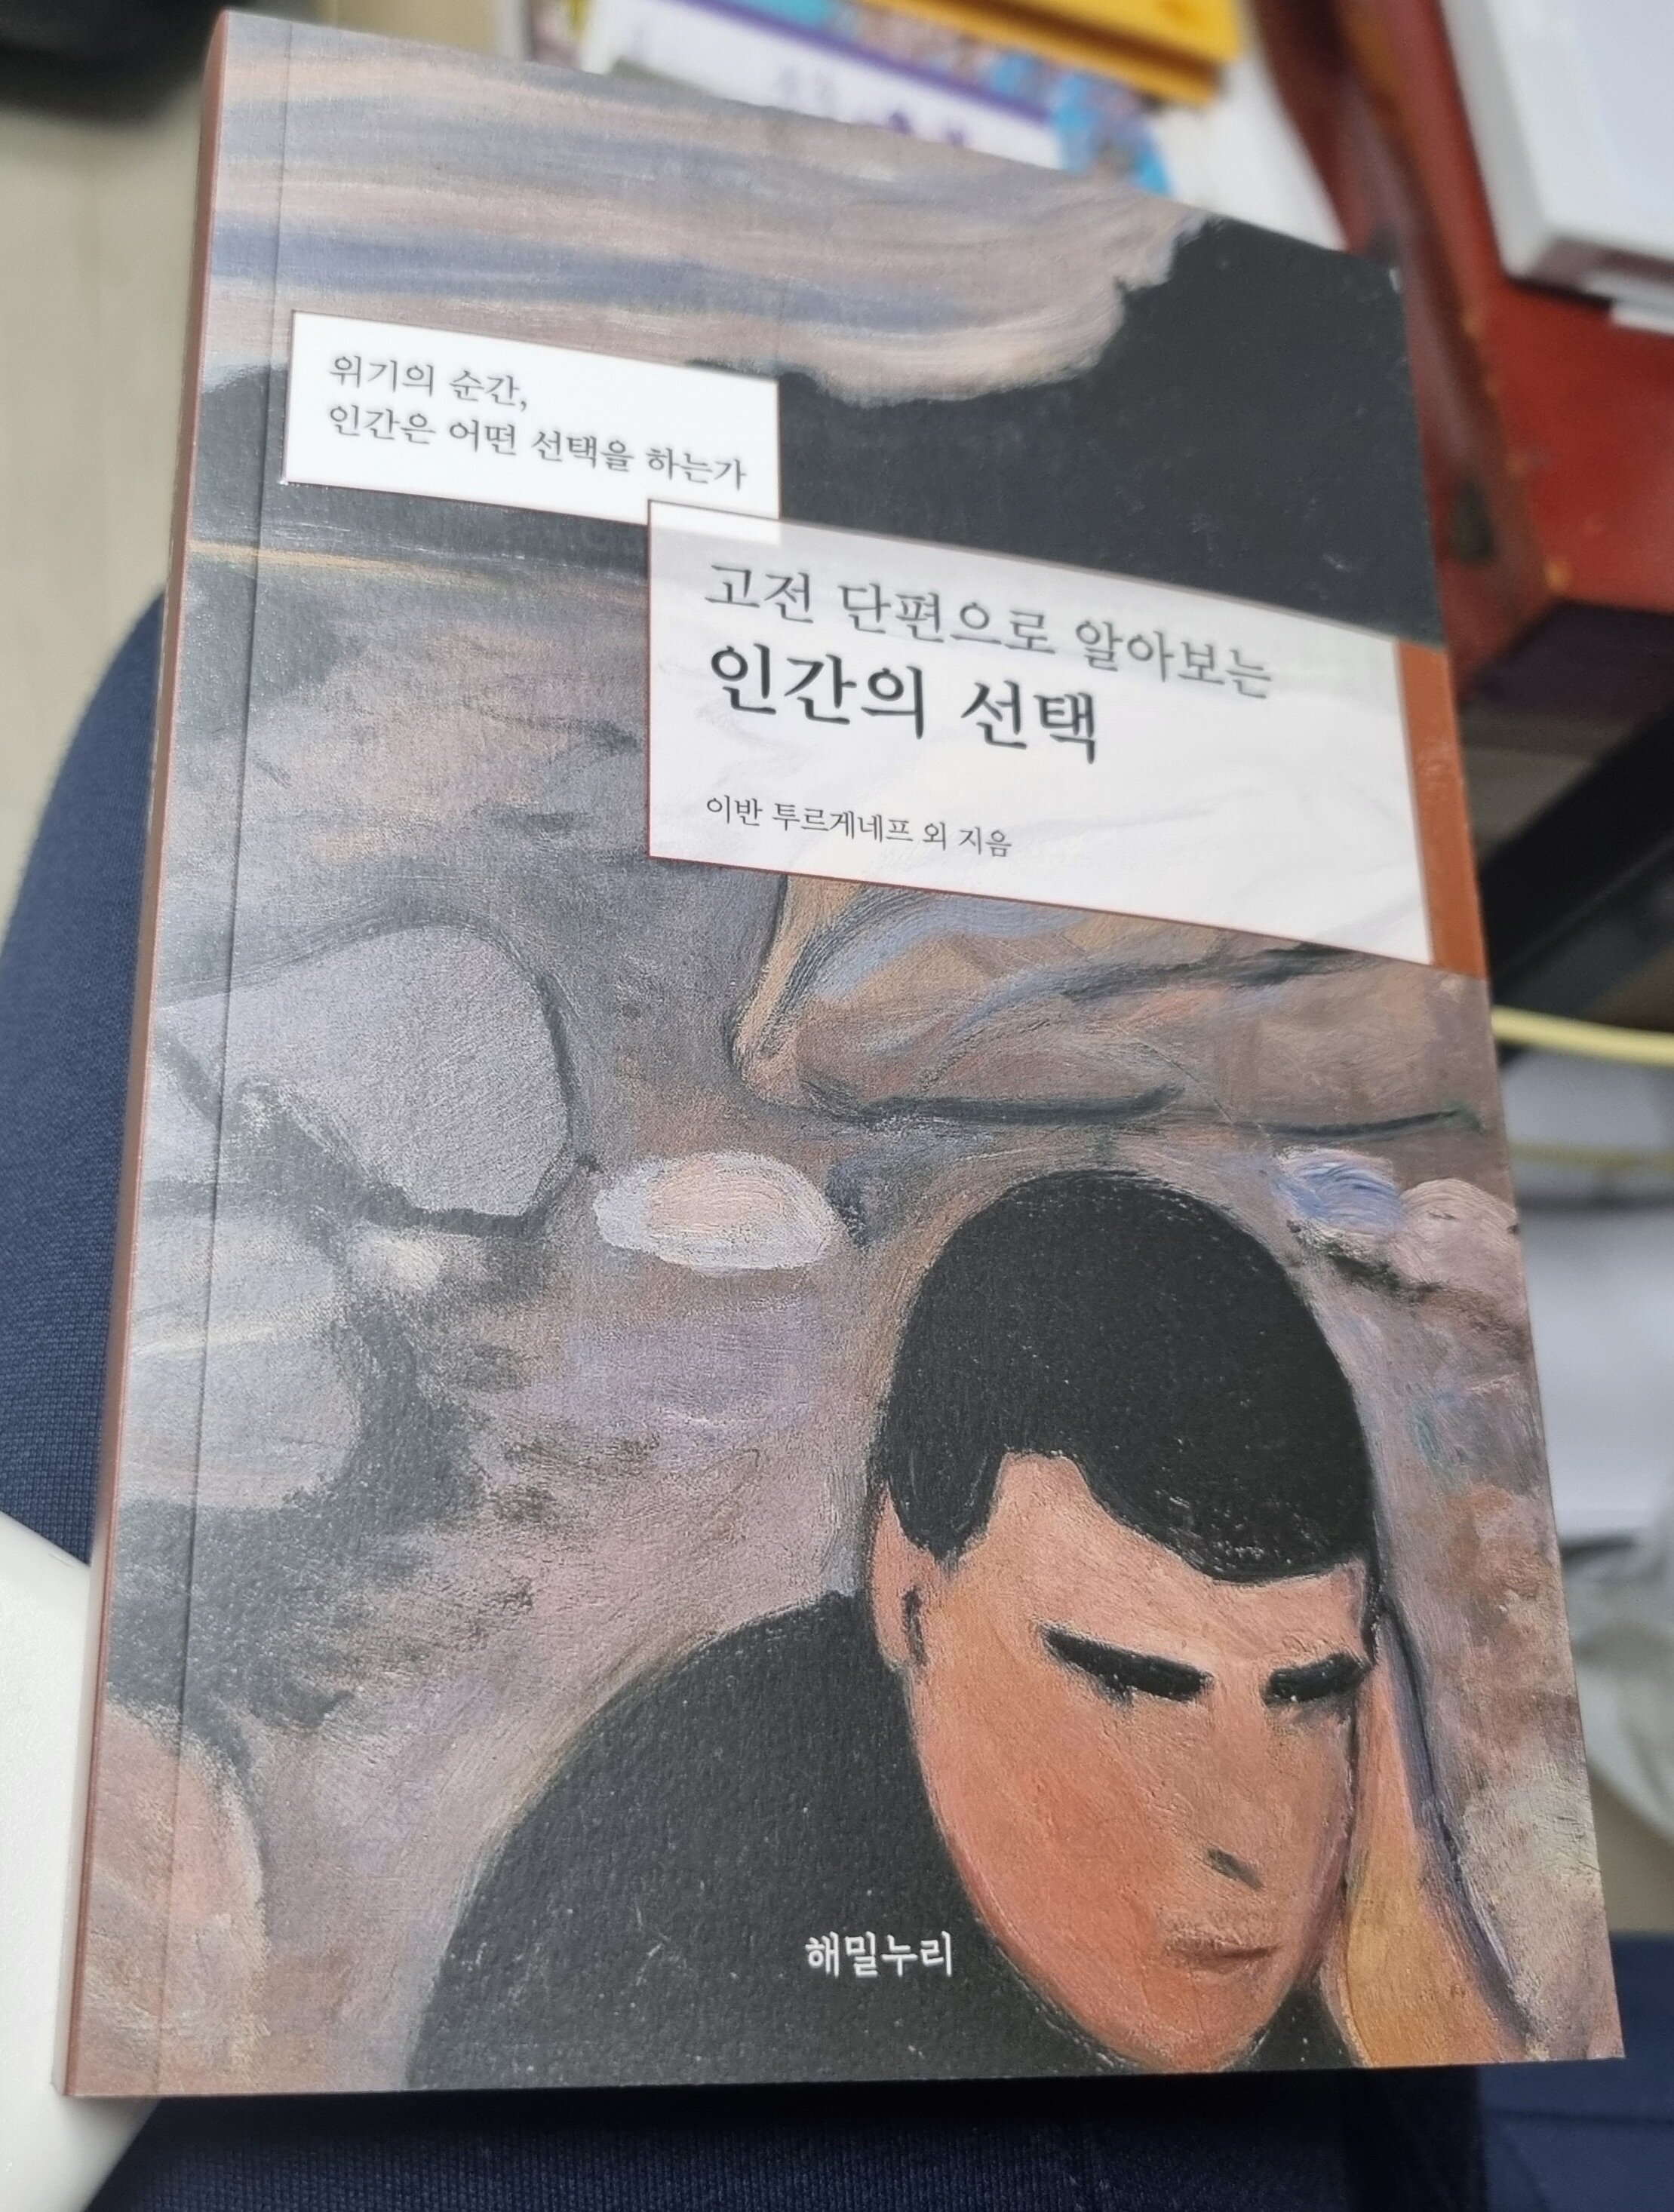 위기의 순간,
인간은 어떤 선택을 하는가
고전 단편으로 알아보는
인간의 선택
이반 투르게네프 외 지음
해밀누리